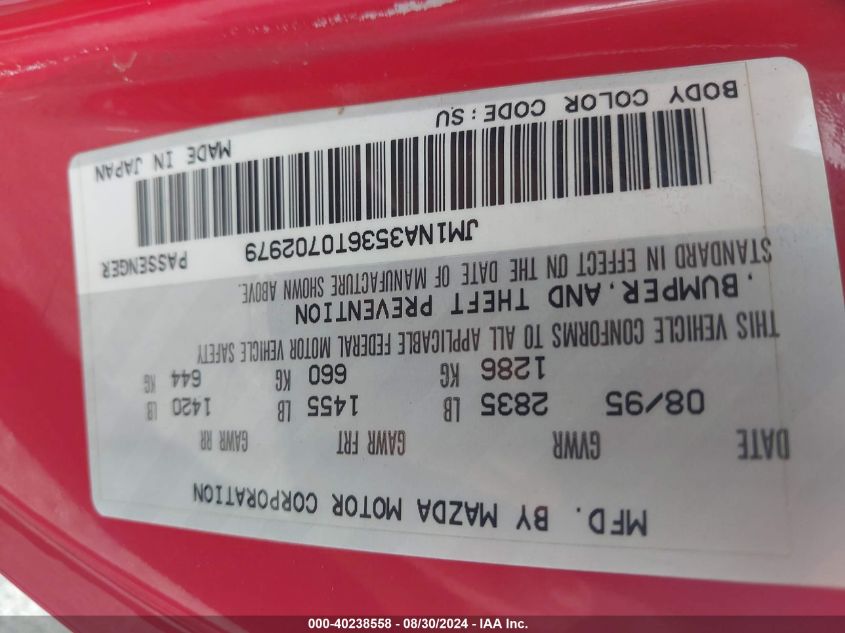 MFD. BY MAZDA MOTOR CORPORATION
DATE GVWR GAWR FRT GAWR RR
08/95 2835 LB 1455 LB 1420 LB
1286 KG 660 KG 644 KG
THIS VEHICLE CONFORMS TO ALL APPLICABLE FEDERAL MOTOR VEHICLE SAFETY
.BUMPER.AND THEFT PREVENTION
STANDARD IN EFFECT ON THE DATE OF MANUFACTURE SHOWN ABOVE.
JM1NA3536T0702979 PASSENGER
MADE IN JAPAN
BODY COLOR CODE:SU
000-40238558 - 08/30/2024 - IAA Inc.